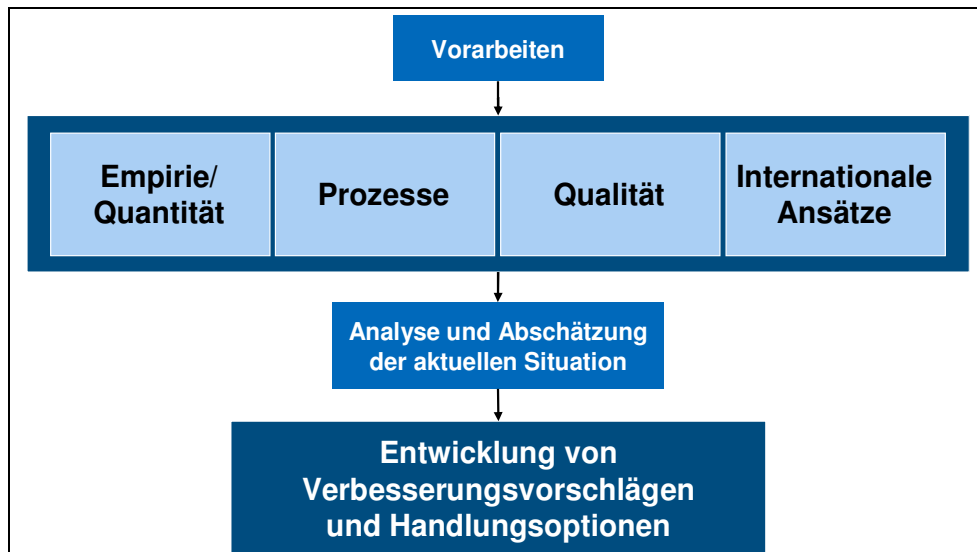 Vorarbeiten
Empirie/
Quantität
Prozesse
Qualität
Internationale
Ansätze
Analyse und Abschätzung
der aktuellen Situation
Entwicklung von
Verbesserungsvorschlägen
und Handlungsoptionen